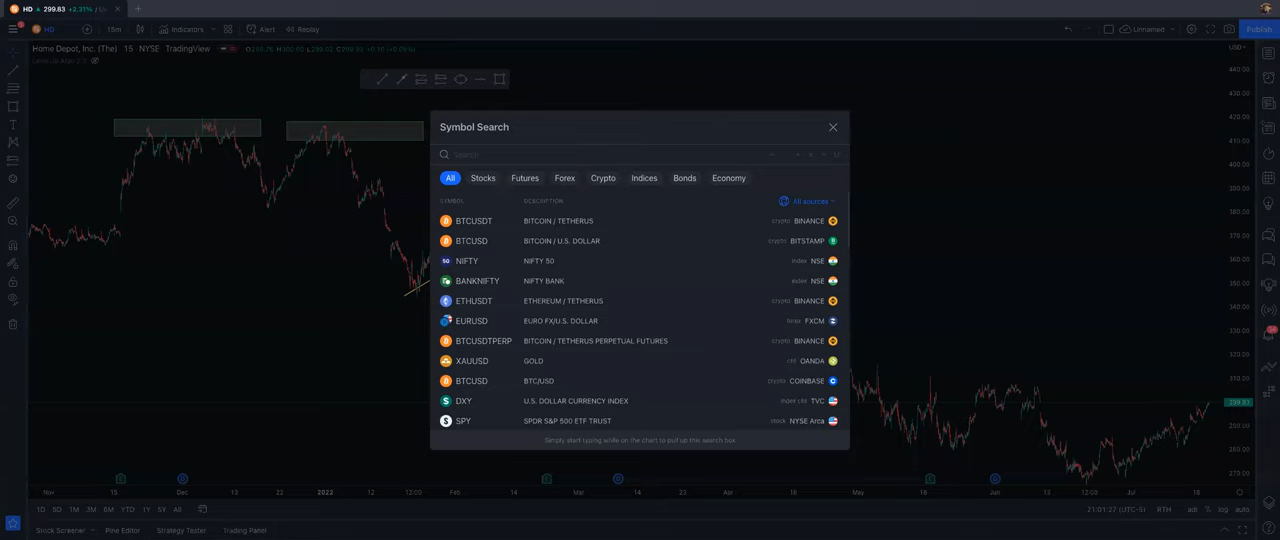 HD ▲ 299.83 +2.31%
HD 15m Indicators Alert Replay Unnamed Publish
Home Depot, Inc. (The) 15 NYSE TradingView
USD
440.00
430.00
420.00
410.00
400.00
390.00
380.00
370.00
360.00
350.00
340.00
330.00
320.00
310.00
299.83
290.00
280.00
270.00
Symbol Search
Search
All Stocks Futures Forex Crypto Indices Bonds Economy
SYMBOL DESCRIPTION All sources
BTCUSDT BITCOIN / TETHERUS crypto BINANCE
BTCUSD BITCOIN / U.S. DOLLAR crypto BITSTAMP
NIFTY NIFTY 50 index NSE
BANKNIFTY NIFTY BANK index NSE
ETHUSDT ETHEREUM / TETHERUS crypto BINANCE
EURUSD EURO FX/U.S. DOLLAR forex FXCM
BTCUSDTPERP BITCOIN / TETHERUS PERPETUAL FUTURES crypto BINANCE
XAUUSD GOLD cfd OANDA
BTCUSD BTC/USD crypto COINBASE
DXY U.S. DOLLAR CURRENCY INDEX index cfd TVC
SPY SPDR S&P 500 ETF TRUST stock NYSE Arca
Simply start typing while on the chart to pull up this search box
Nov 15 Dec 13 22 2022 12 12:00 Feb 14 Mar 14 23 Apr 18 May Jun 13 12:00 Jul 18
1D 5D 1M 3M 6M YTD 1Y 5Y All 21:01:27 (UTC-5) RTH adj % log auto
Stock Screener Pine Editor Strategy Tester Trading Panel